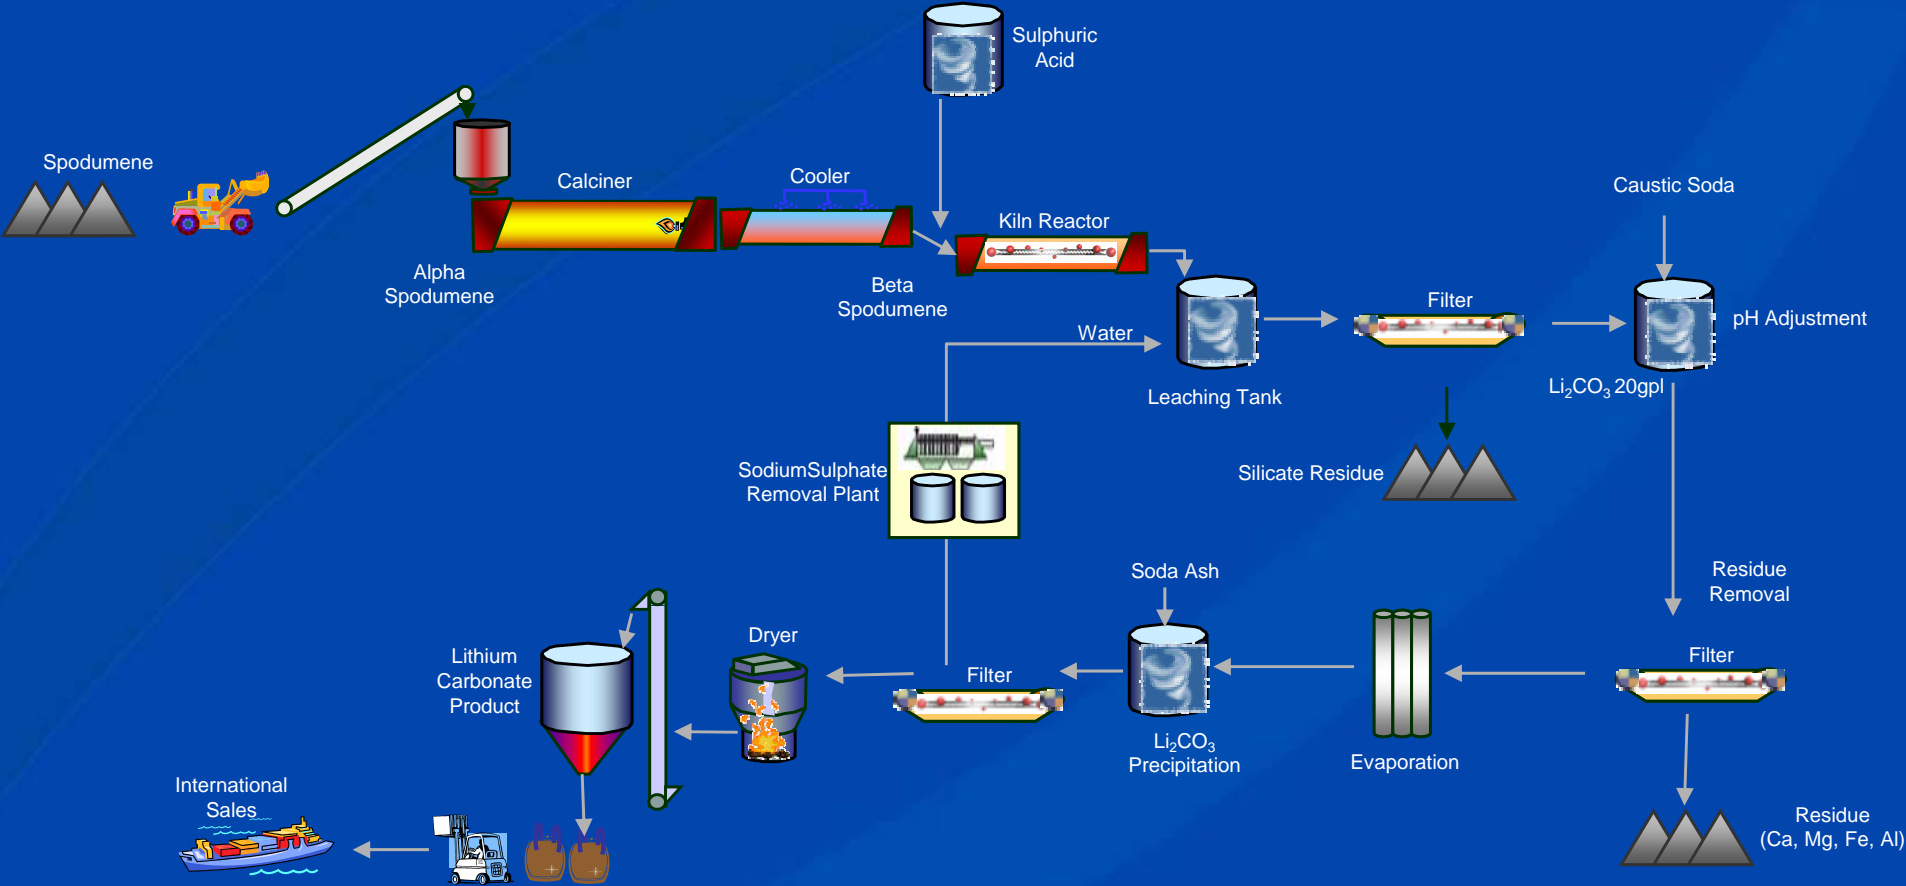 Sulphuric
Acid
Spodumene
Calciner
Cooler
Caustic Soda
Kiln Reactor
Alpha
Spodumene
Beta
Spodumene
Filter
pH Adjustment
Water
Leaching Tank
Li₂CO₃ 20gpl
SodiumSulphate
Removal Plant
Silicate Residue
Soda Ash
Residue
Removal
Dryer
Lithium
Carbonate
Product
Filter
Filter
Li₂CO₃
Precipitation
Evaporation
International
Sales
Residue
(Ca, Mg, Fe, Al)